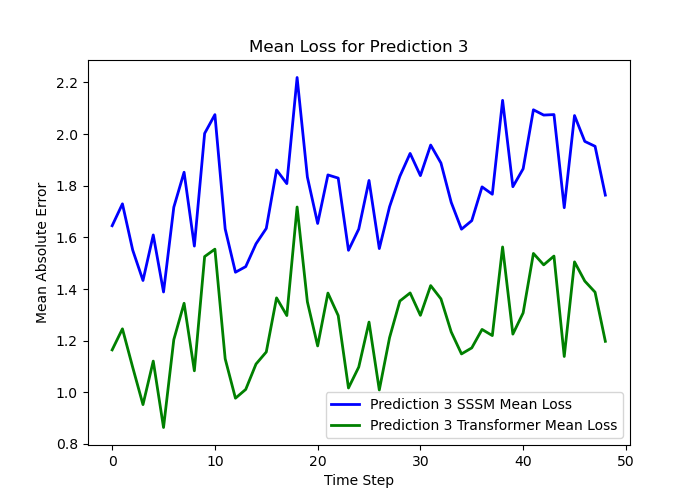 Mean Loss for Prediction 3
Mean Absolute Error
2.2
2.0
1.8
1.6
1.4
1.2
1.0
0.8
Prediction 3 SSSM Mean Loss
Prediction 3 Transformer Mean Loss
0 10 20 30 40 50
Time Step